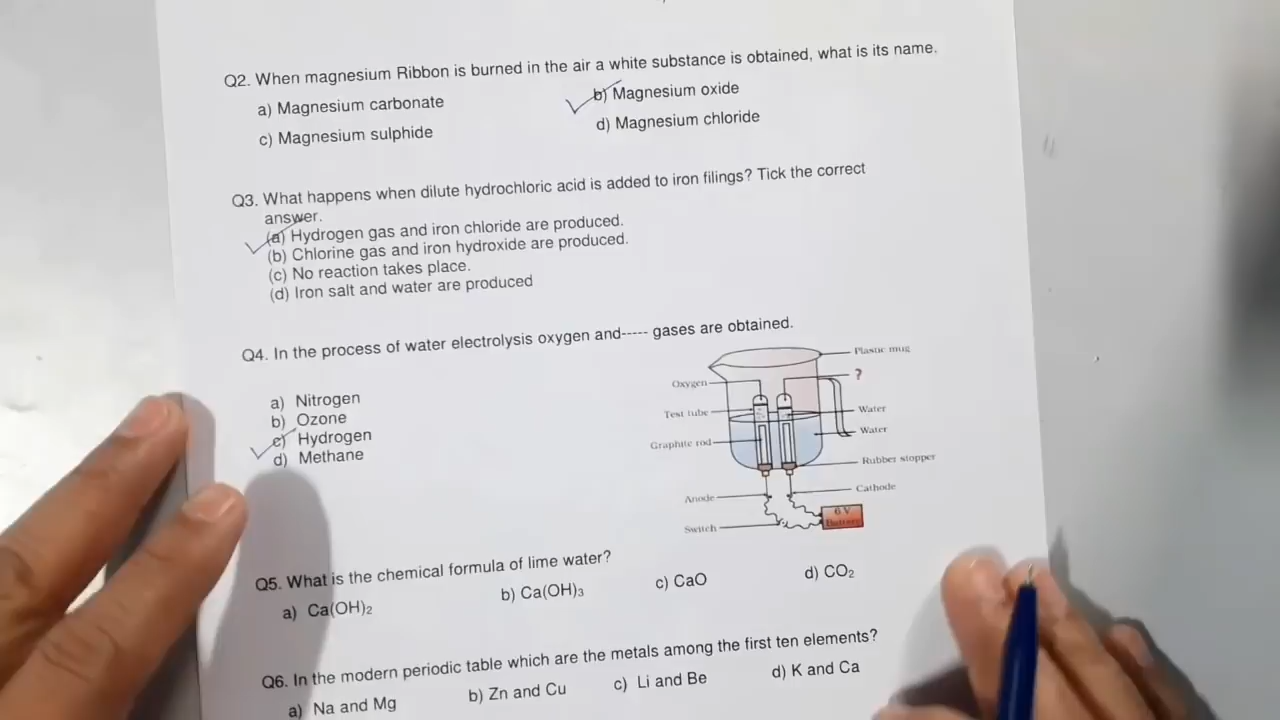 Q2. When magnesium Ribbon is burned in the air a white substance is obtained, what is its name.
a) Magnesium carbonate
b) Magnesium oxide
c) Magnesium sulphide
d) Magnesium chloride
Q3. What happens when dilute hydrochloric acid is added to iron filings? Tick the correct
answer.
(a) Hydrogen gas and iron chloride are produced.
(b) Chlorine gas and iron hydroxide are produced.
(c) No reaction takes place.
(d) Iron salt and water are produced
Q4. In the process of water electrolysis oxygen and----- gases are obtained.
a) Nitrogen
b) Ozone
c) Hydrogen
d) Methane
Plastic mug
Oxygen
?
Test tube
Water
Graphite rod
Water
Rubber stopper
Anode
Cathode
Switch
6 V
Battery
Q5. What is the chemical formula of lime water?
a) Ca(OH)₂
b) Ca(OH)₃
c) CaO
d) CO₂
Q6. In the modern periodic table which are the metals among the first ten elements?
a) Na and Mg
b) Zn and Cu
c) Li and Be
d) K and Ca